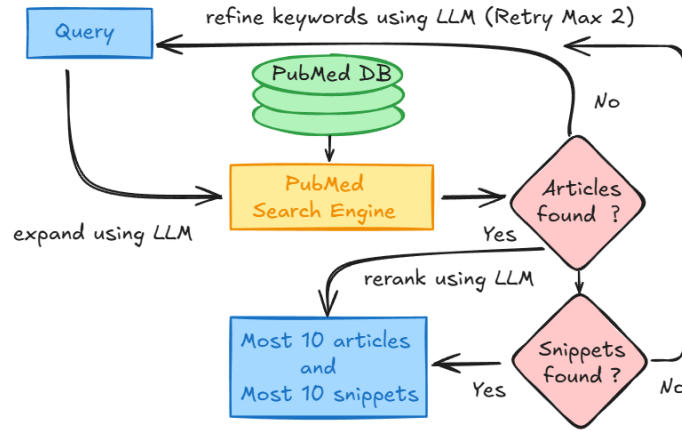 refine keywords using LLM (Retry Max 2)
Query
PubMed DB
No
PubMed
Search Engine
Articles
found ?
expand using LLM
Yes
rerank using LLM
Most 10 articles
and
Most 10 snippets
Snippets
found ?
Yes
No